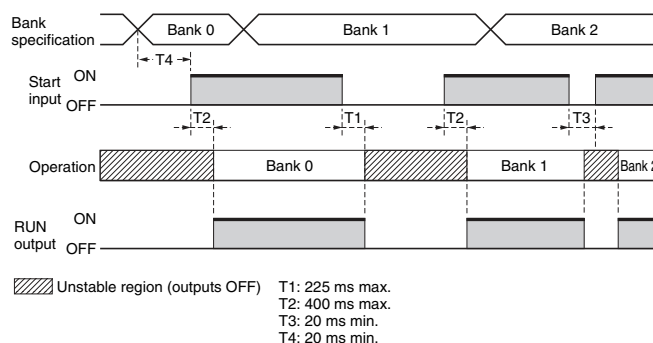 Bank specification
Bank 0
Bank 1
Bank 2
T4
Start input
ON
OFF
T2
T1
T2
T3
Operation
Bank 0
Bank 1
Bank 2
RUN output
ON
OFF
Unstable region (outputs OFF)
T1: 225 ms max.
T2: 400 ms max.
T3: 20 ms min.
T4: 20 ms min.